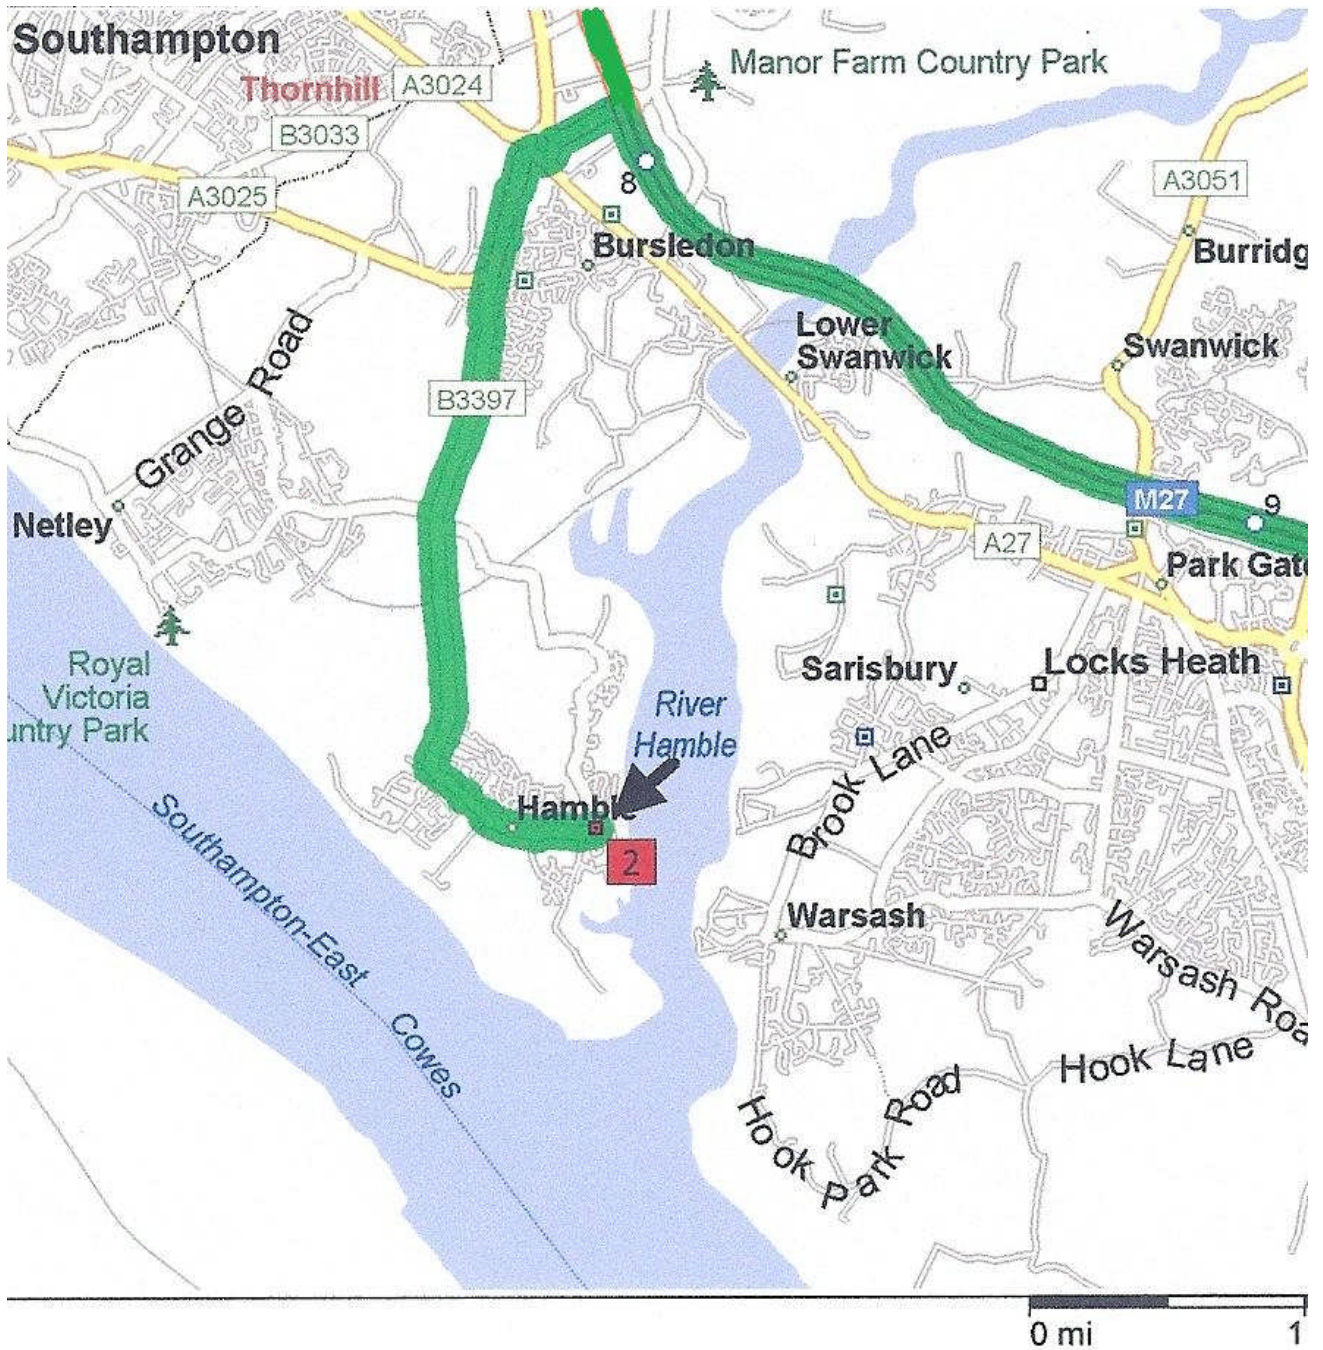 Southampton
Manor Farm Country Park
Thornhill
A3024
B3033
A3051
A3025
8
Bursledon
Burridg
Lower
Swanwick
Swanwick
Grange Road
B3397
M27
9
Netley
A27
Park Gate
Royal
Victoria
untry Park
Sarisbury
Locks Heath
River
Hamble
Brook Lane
Hamble
2
Southampton-East Cowes
Warsash
Warsash Roa
Hook Lane
Hook Park Road
0 mi
1